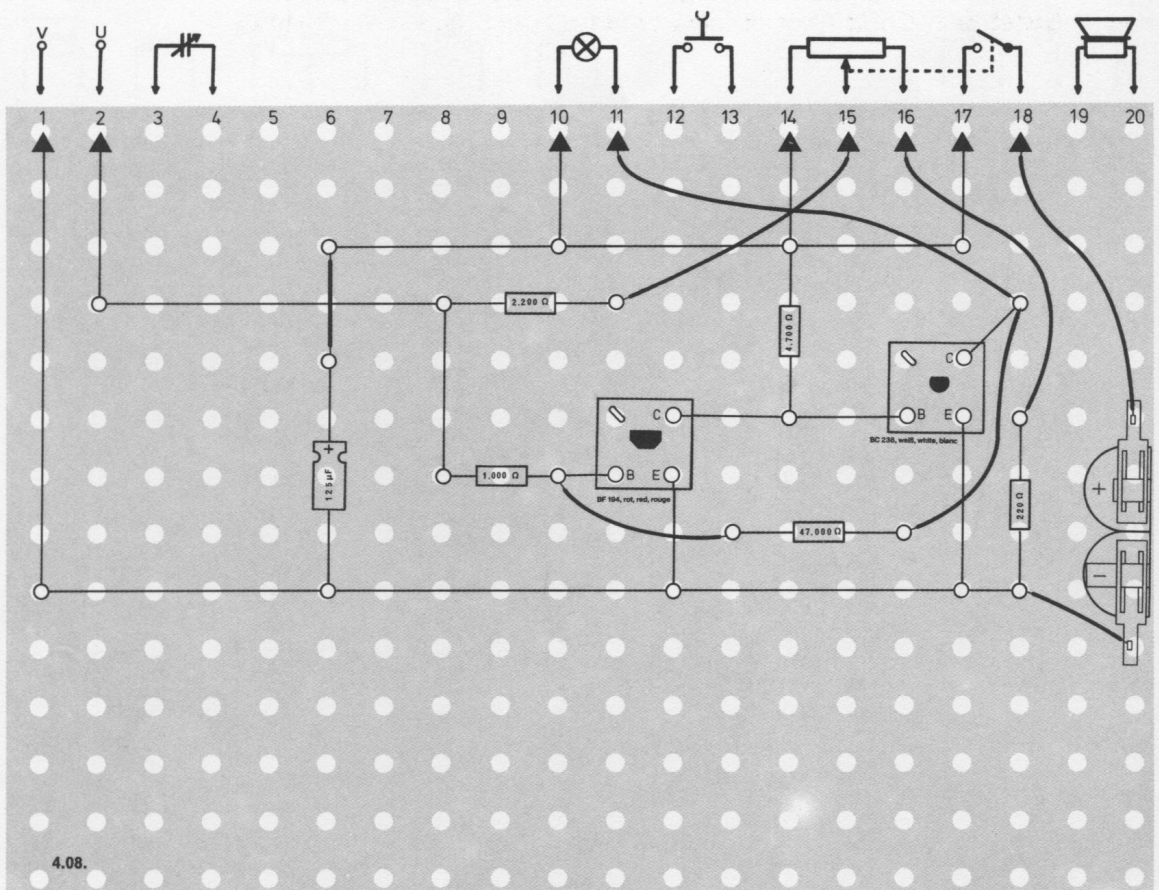 V U
1 2 3 4 5 6 7 8 9 10 11 12 13 14 15 16 17 18 19 20
2.200 Ω
4.700 Ω
C
B E
BC 238, weiß, white, blanc
C
B E
BF 194, rot, red, rouge
+
125µF
1.000 Ω
47.000 Ω
220 Ω
+
−
4.08.